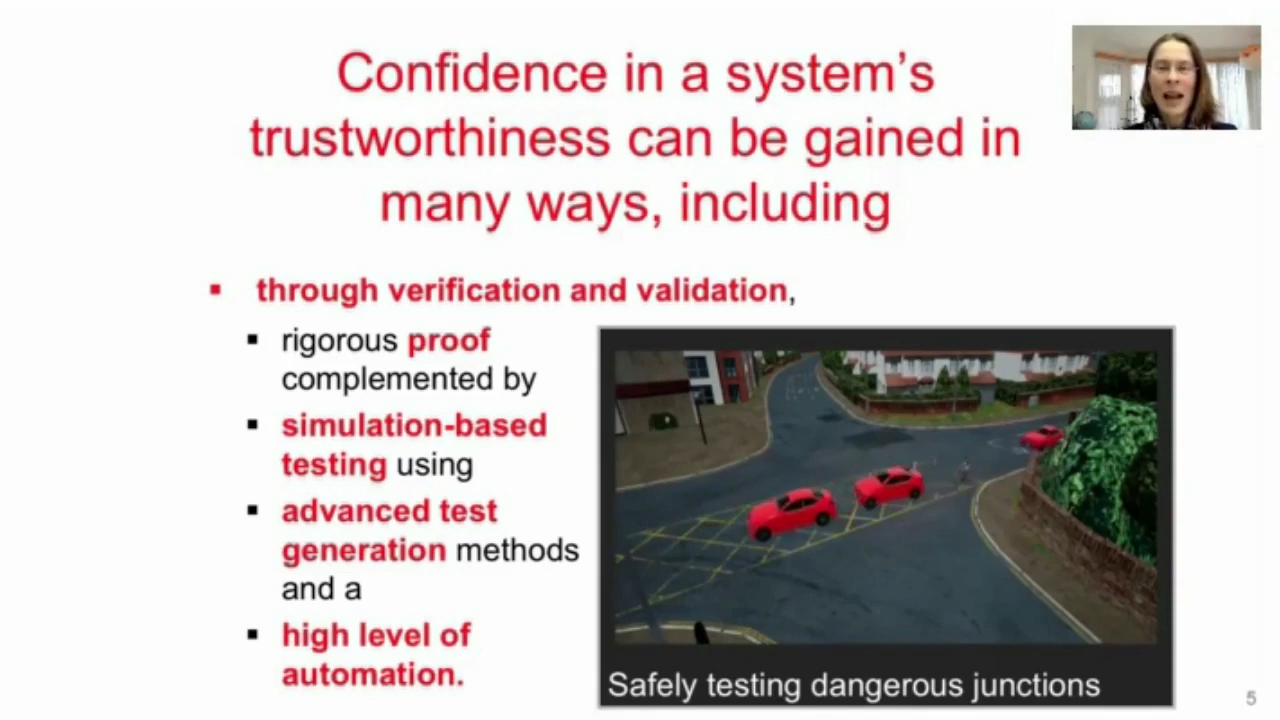 Confidence in a system's
trustworthiness can be gained in
many ways, including
▪ through verification and validation,
▪ rigorous proof
complemented by
▪ simulation-based
testing using
▪ advanced test
generation methods
and a
▪ high level of
automation.
Safely testing dangerous junctions
5